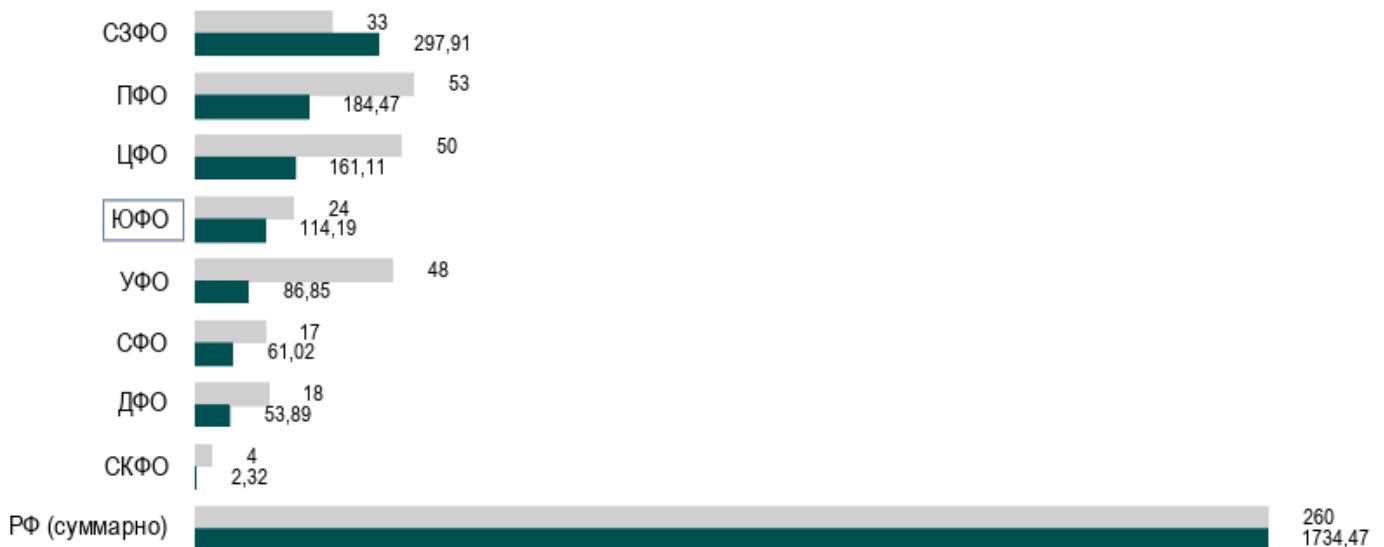 СЗФО
33
297,91
ПФО
53
184,47
ЦФО
50
161,11
ЮФО
24
114,19
УФО
48
86,85
СФО
17
61,02
ДФО
18
53,89
СКФО
4
2,32
РФ (суммарно)
260
1734,47